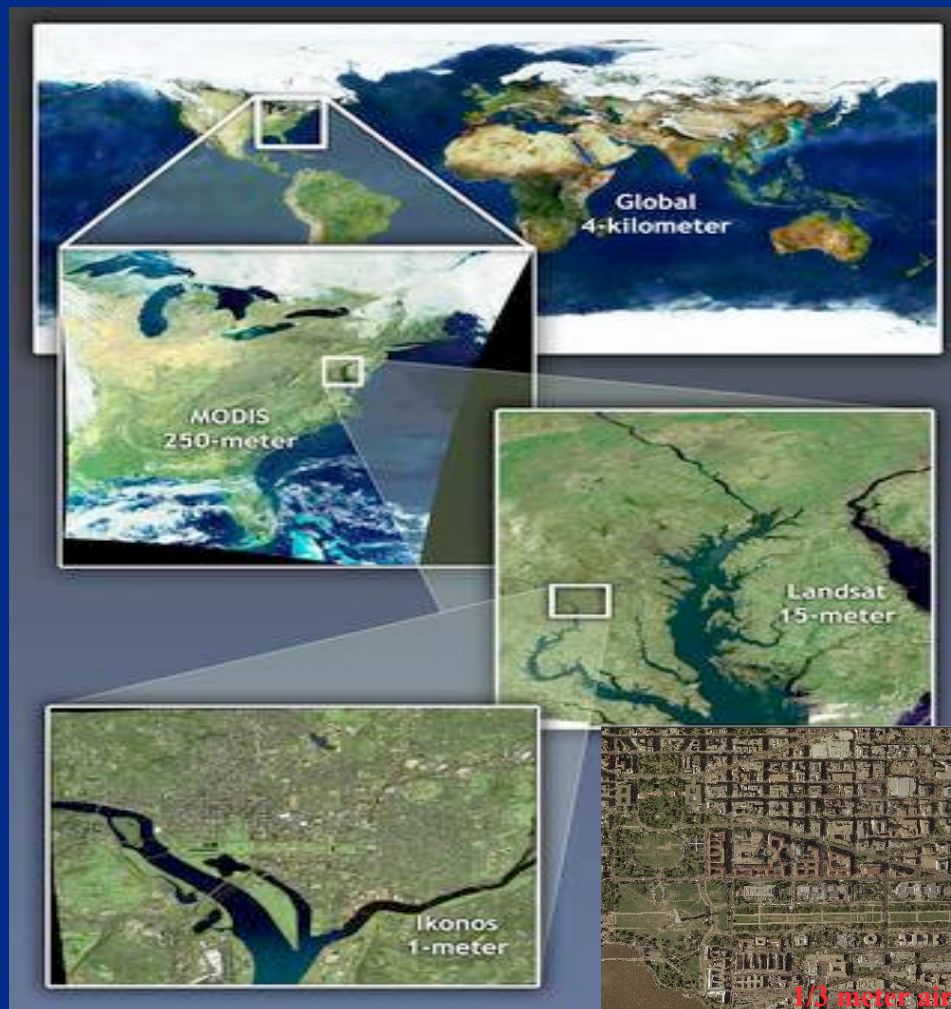 Global
4-kilometer
MODIS
250-meter
Landsat
15-meter
Ikonos
1-meter
1/3 meter air